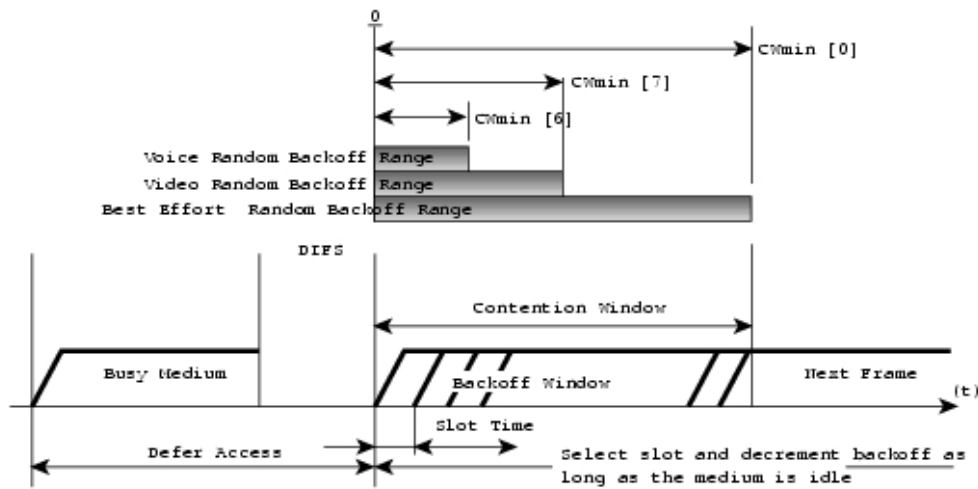 0
CWmin [0]
CWmin [7]
CWmin [6]
Voice Random Backoff Range
Video Random Backoff Range
Best Effort Random Backoff Range
DIFS
Contention Window
Busy Medium
Backoff Window
Next Frame
(t)
Slot Time
Defer Access
Select slot and decrement backoff as
long as the medium is idle